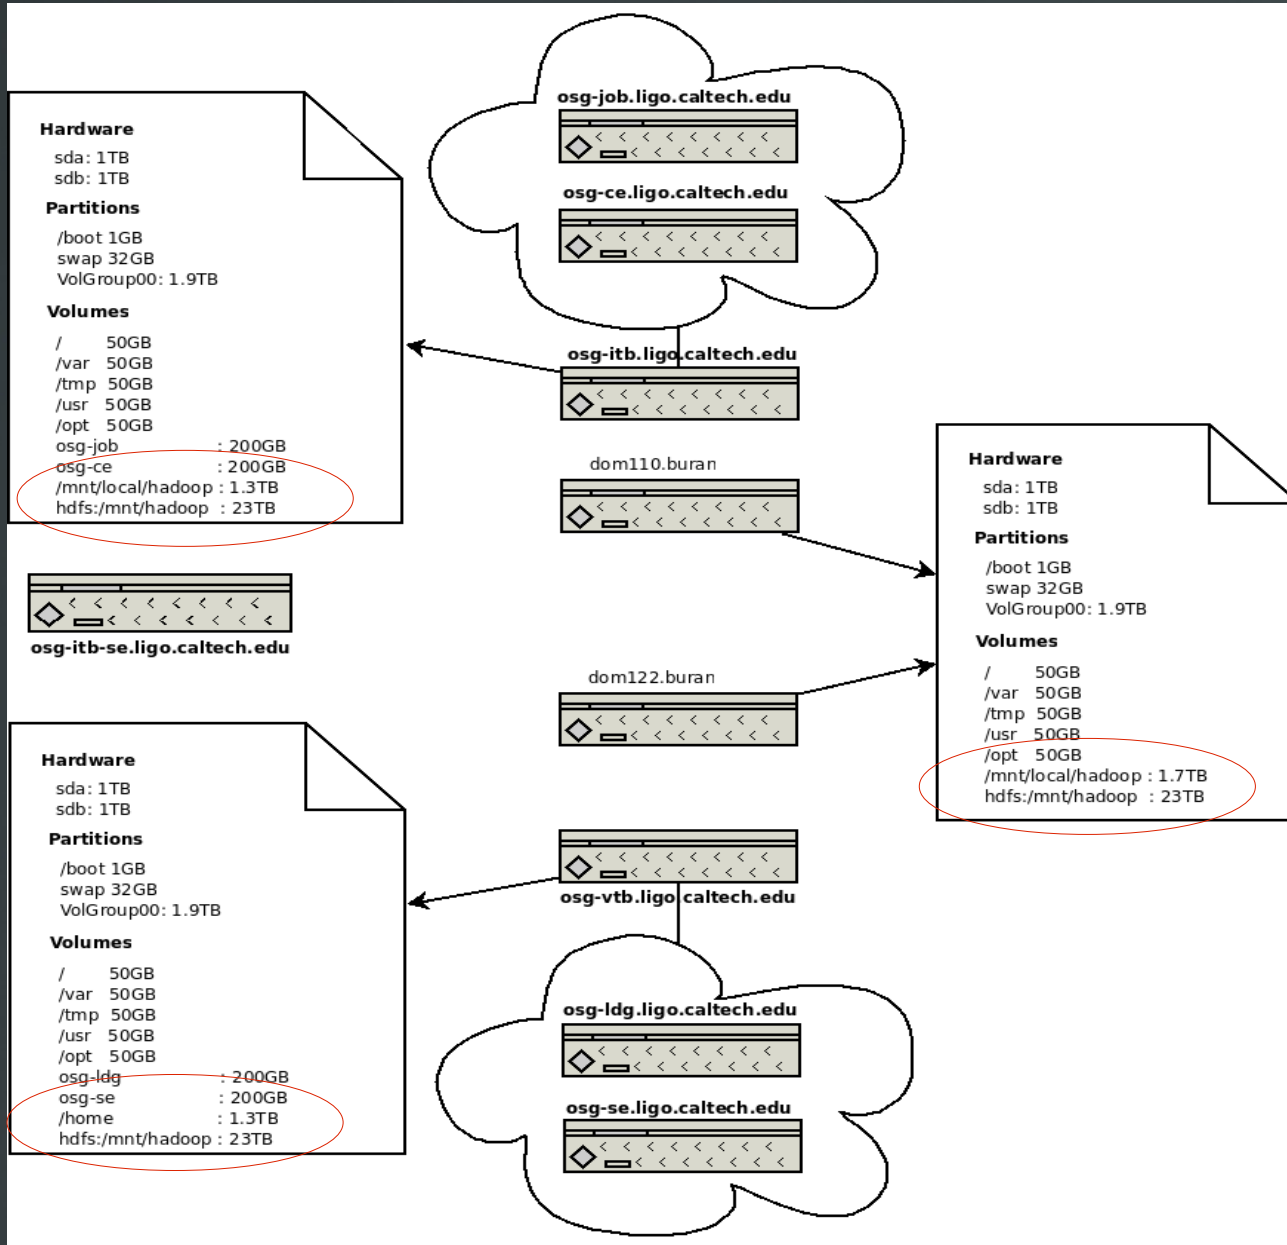 osg-job.ligo.caltech.edu
osg-ce.ligo.caltech.edu
Hardware
sda: 1TB
sdb: 1TB
Partitions
/boot 1GB
swap 32GB
VolGroup00: 1.9TB
Volumes
/ 50GB
/var 50GB
/tmp 50GB
/usr 50GB
/opt 50GB
osg-job : 200GB
osg-ce : 200GB
/mnt/local/hadoop : 1.3TB
hdfs:/mnt/hadoop : 23TB
osg-itb.ligo.caltech.edu
dom110.buran
Hardware
sda: 1TB
sdb: 1TB
Partitions
/boot 1GB
swap 32GB
VolGroup00: 1.9TB
Volumes
/ 50GB
/var 50GB
/tmp 50GB
/usr 50GB
/opt 50GB
/mnt/local/hadoop : 1.7TB
hdfs:/mnt/hadoop : 23TB
osg-itb-se.ligo.caltech.edu
dom122.buran
Hardware
sda: 1TB
sdb: 1TB
Partitions
/boot 1GB
swap 32GB
VolGroup00: 1.9TB
Volumes
/ 50GB
/var 50GB
/tmp 50GB
/usr 50GB
/opt 50GB
osg-ldg : 200GB
osg-se : 200GB
/home : 1.3TB
hdfs:/mnt/hadoop : 23TB
osg-vtb.ligo.caltech.edu
osg-ldg.ligo.caltech.edu
osg-se.ligo.caltech.edu